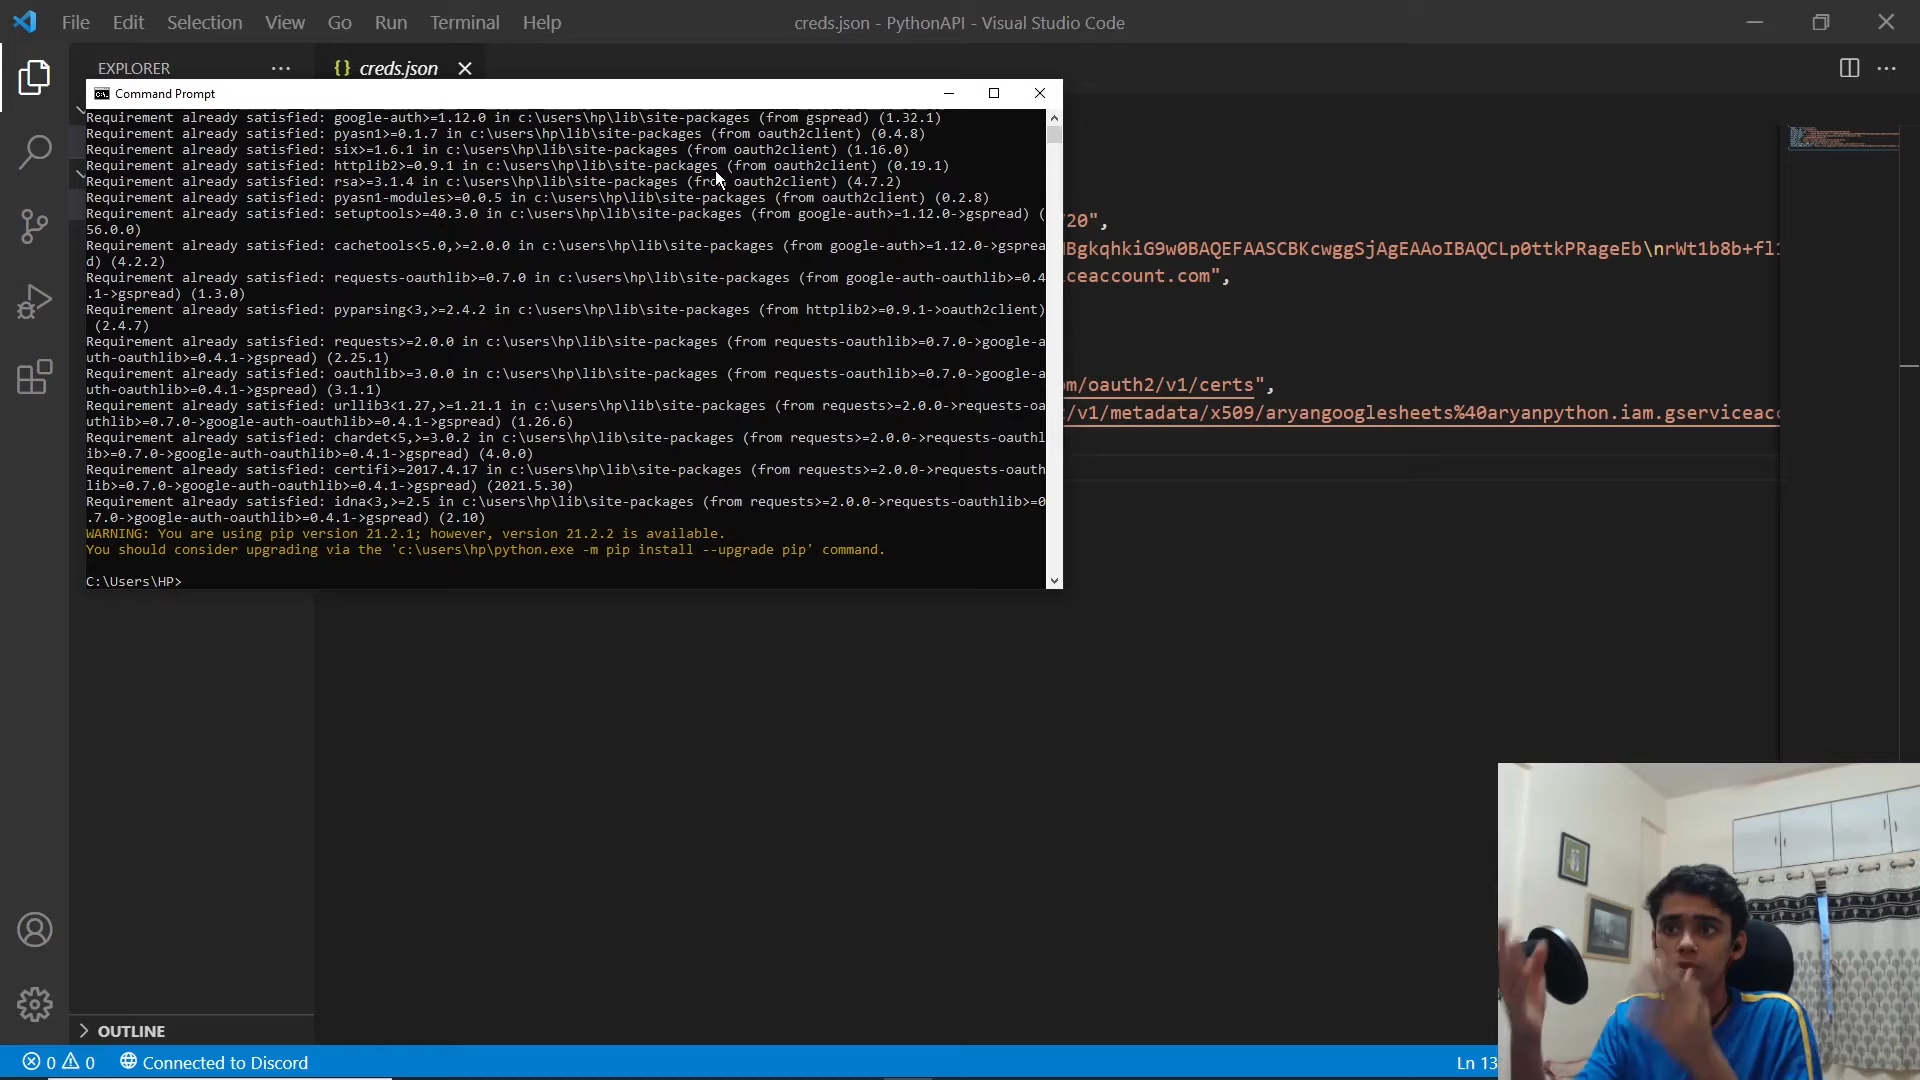 File Edit Selection View Go Run Terminal Help
creds.json - PythonAPI - Visual Studio Code
EXPLORER
{} creds.json
Command Prompt
Requirement already satisfied: google-auth>=1.12.0 in c:\users\hp\lib\site-packages (from gspread) (1.32.1)
Requirement already satisfied: pyasn1>=0.1.7 in c:\users\hp\lib\site-packages (from oauth2client) (0.4.8)
Requirement already satisfied: six>=1.6.1 in c:\users\hp\lib\site-packages (from oauth2client) (1.16.0)
Requirement already satisfied: httplib2>=0.9.1 in c:\users\hp\lib\site-packages (from oauth2client) (0.19.1)
Requirement already satisfied: rsa>=3.1.4 in c:\users\hp\lib\site-packages (from oauth2client) (4.7.2)
Requirement already satisfied: pyasn1-modules>=0.0.5 in c:\users\hp\lib\site-packages (from oauth2client) (0.2.8)
Requirement already satisfied: setuptools>=40.3.0 in c:\users\hp\lib\site-packages (from google-auth>=1.12.0->gspread) (
56.0.0)
Requirement already satisfied: cachetools<5.0,>=2.0.0 in c:\users\hp\lib\site-packages (from google-auth>=1.12.0->gsprea
d) (4.2.2)
Requirement already satisfied: requests-oauthlib>=0.7.0 in c:\users\hp\lib\site-packages (from google-auth-oauthlib>=0.4
.1->gspread) (1.3.0)
Requirement already satisfied: pyparsing<3,>=2.4.2 in c:\users\hp\lib\site-packages (from httplib2>=0.9.1->oauth2client)
(2.4.7)
Requirement already satisfied: requests>=2.0.0 in c:\users\hp\lib\site-packages (from requests-oauthlib>=0.7.0->google-a
uth-oauthlib>=0.4.1->gspread) (2.25.1)
Requirement already satisfied: oauthlib>=3.0.0 in c:\users\hp\lib\site-packages (from requests-oauthlib>=0.7.0->google-a
uth-oauthlib>=0.4.1->gspread) (3.1.1)
Requirement already satisfied: urllib3<1.27,>=1.21.1 in c:\users\hp\lib\site-packages (from requests>=2.0.0->requests-oa
uthlib>=0.7.0->google-auth-oauthlib>=0.4.1->gspread) (1.26.6)
Requirement already satisfied: chardet<5,>=3.0.2 in c:\users\hp\lib\site-packages (from requests>=2.0.0->requests-oauthl
ib>=0.7.0->google-auth-oauthlib>=0.4.1->gspread) (4.0.0)
Requirement already satisfied: certifi>=2017.4.17 in c:\users\hp\lib\site-packages (from requests>=2.0.0->requests-oauth
lib>=0.7.0->google-auth-oauthlib>=0.4.1->gspread) (2021.5.30)
Requirement already satisfied: idna<3,>=2.5 in c:\users\hp\lib\site-packages (from requests>=2.0.0->requests-oauthlib>=0
.7.0->google-auth-oauthlib>=0.4.1->gspread) (2.10)
WARNING: You are using pip version 21.2.1; however, version 21.2.2 is available.
You should consider upgrading via the 'c:\users\hp\python.exe -m pip install --upgrade pip' command.
C:\Users\HP>
20",
BgkqhkiG9w0BAQEFAASCBKcwggSjAgEAAoIBAQCLp0ttkPRageEb\nrWt1b8b+fl
ceaccount.com",
m/oauth2/v1/certs",
/v1/metadata/x509/aryangooglesheets%40aryanpython.iam.gserviceacc
OUTLINE
0 0 Connected to Discord
Ln 13